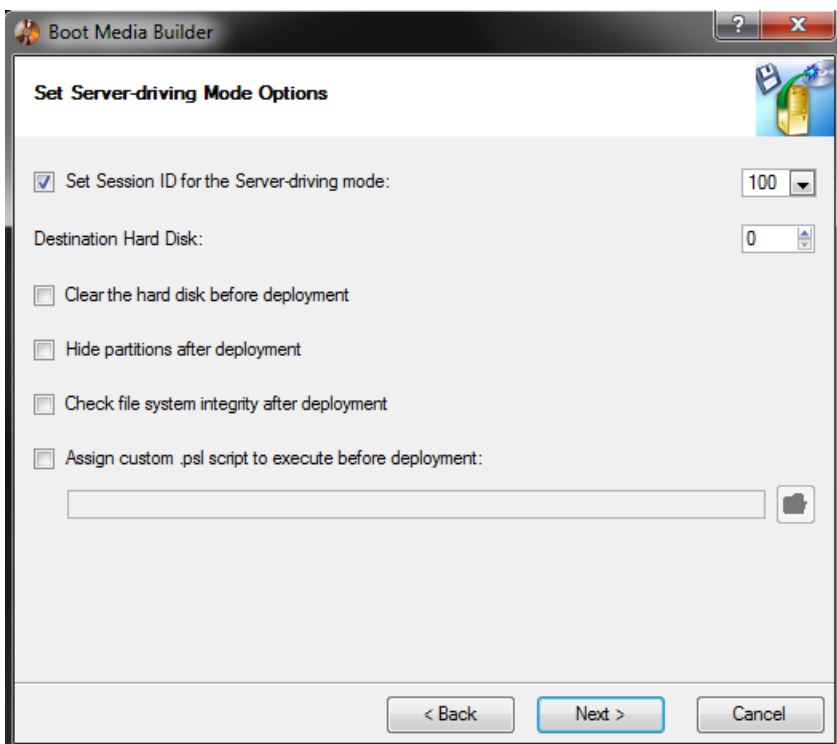 Boot Media Builder
Set Server-driving Mode Options
Set Session ID for the Server-driving mode: 100
Destination Hard Disk: 0
Clear the hard disk before deployment
Hide partitions after deployment
Check file system integrity after deployment
Assign custom .psl script to execute before deployment:
< Back Next > Cancel